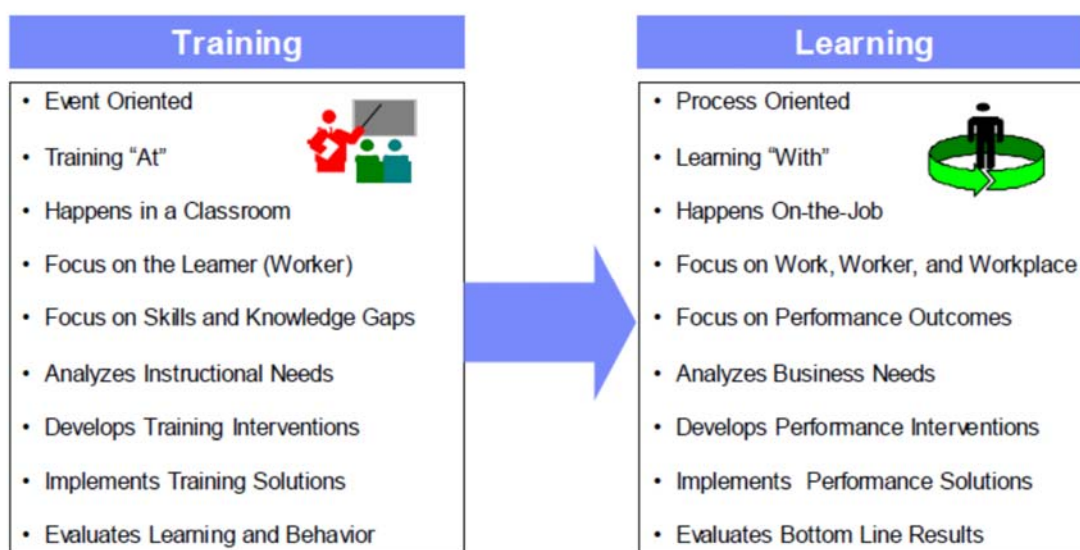 Training
• Event Oriented
• Training “At”
• Happens in a Classroom
• Focus on the Learner (Worker)
• Focus on Skills and Knowledge Gaps
• Analyzes Instructional Needs
• Develops Training Interventions
• Implements Training Solutions
• Evaluates Learning and Behavior
Learning
• Process Oriented
• Learning “With”
• Happens On-the-Job
• Focus on Work, Worker, and Workplace
• Focus on Performance Outcomes
• Analyzes Business Needs
• Develops Performance Interventions
• Implements Performance Solutions
• Evaluates Bottom Line Results